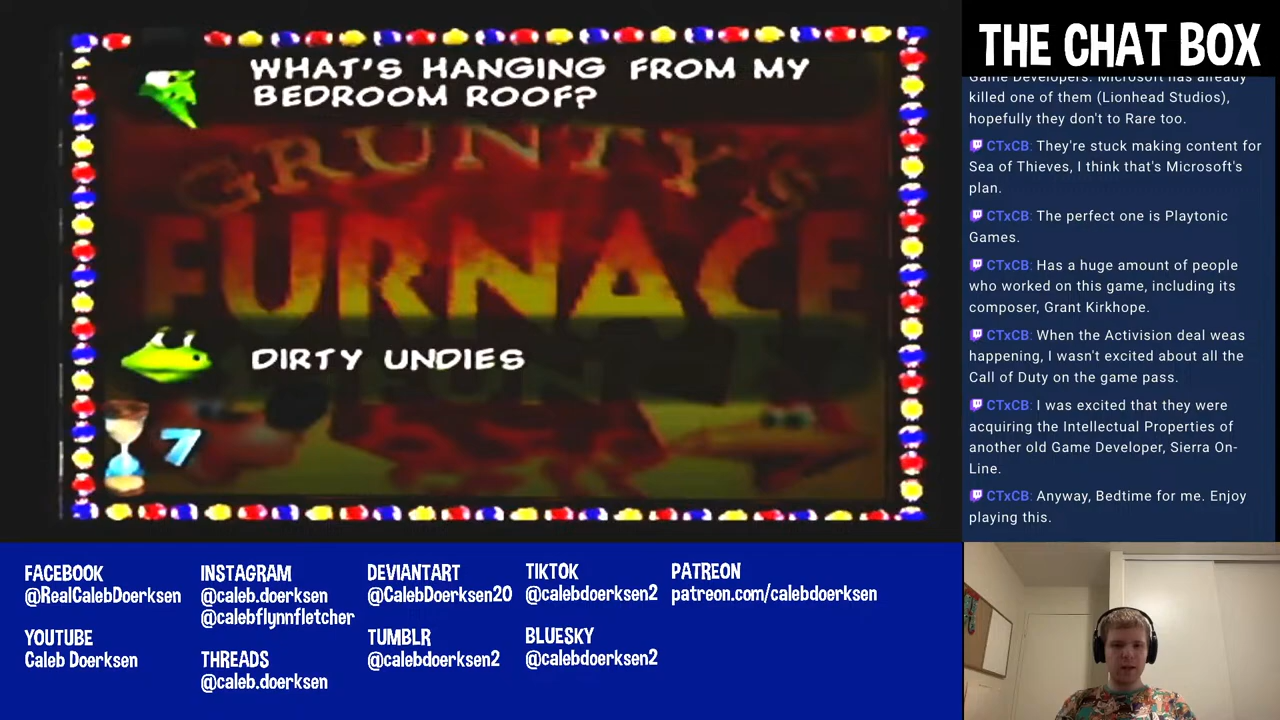 WHAT'S HANGING FROM MY
BEDROOM ROOF?
GRUNTY'S
FURNACE
FUN
DIRTY UNDIES
7
THE CHAT BOX
Game Developers. Microsoft has already
killed one of them (Lionhead Studios),
hopefully they don't to Rare too.
CTxCB: They're stuck making content for
Sea of Thieves, I think that's Microsoft's
plan.
CTxCB: The perfect one is Playtonic
Games.
CTxCB: Has a huge amount of people
who worked on this game, including its
composer, Grant Kirkhope.
CTxCB: When the Activision deal weas
happening, I wasn't excited about all the
Call of Duty on the game pass.
CTxCB: I was excited that they were
acquiring the Intellectual Properties of
another old Game Developer, Sierra On-
Line.
CTxCB: Anyway, Bedtime for me. Enjoy
playing this.
FACEBOOK
@RealCalebDoerksen
YOUTUBE
Caleb Doerksen
INSTAGRAM
@caleb.doerksen
@calebflynnfletcher
THREADS
@caleb.doerksen
DEVIANTART
@CalebDoerksen20
TUMBLR
@calebdoerksen2
TIKTOK
@calebdoerksen2
BLUESKY
@calebdoerksen2
PATREON
patreon.com/calebdoerksen